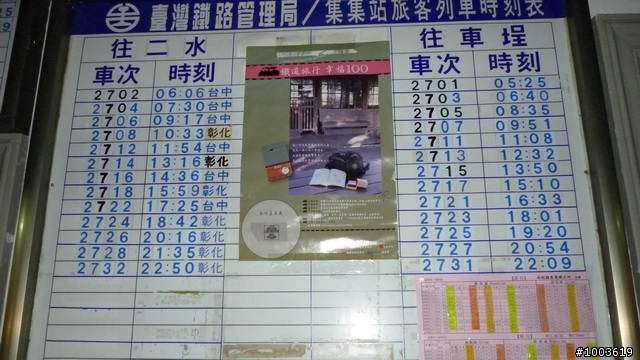 臺灣鐵路管理局/集集站旅客列車時刻表
往二水
車次 時刻
2702 06:06 台中
2704 07:30 台中
2706 09:17 台中
2708 10:33 彰化
2712 11:54 台中
2714 13:16 彰化
2716 14:36 台中
2718 15:59 彰化
2722 17:25 台中
2724 18:42 彰化
2726 20:16 彰化
2728 21:35 彰化
2732 22:50 彰化
鐵道旅行 幸福100
往車埕
車次 時刻
2701 05:25
2703 06:40
2705 08:35
2707 09:51
2711 11:08
2713 12:32
2715 13:50
2717 15:10
2721 16:33
2723 18:01
2725 19:20
2727 20:54
2731 22:09
#1003619